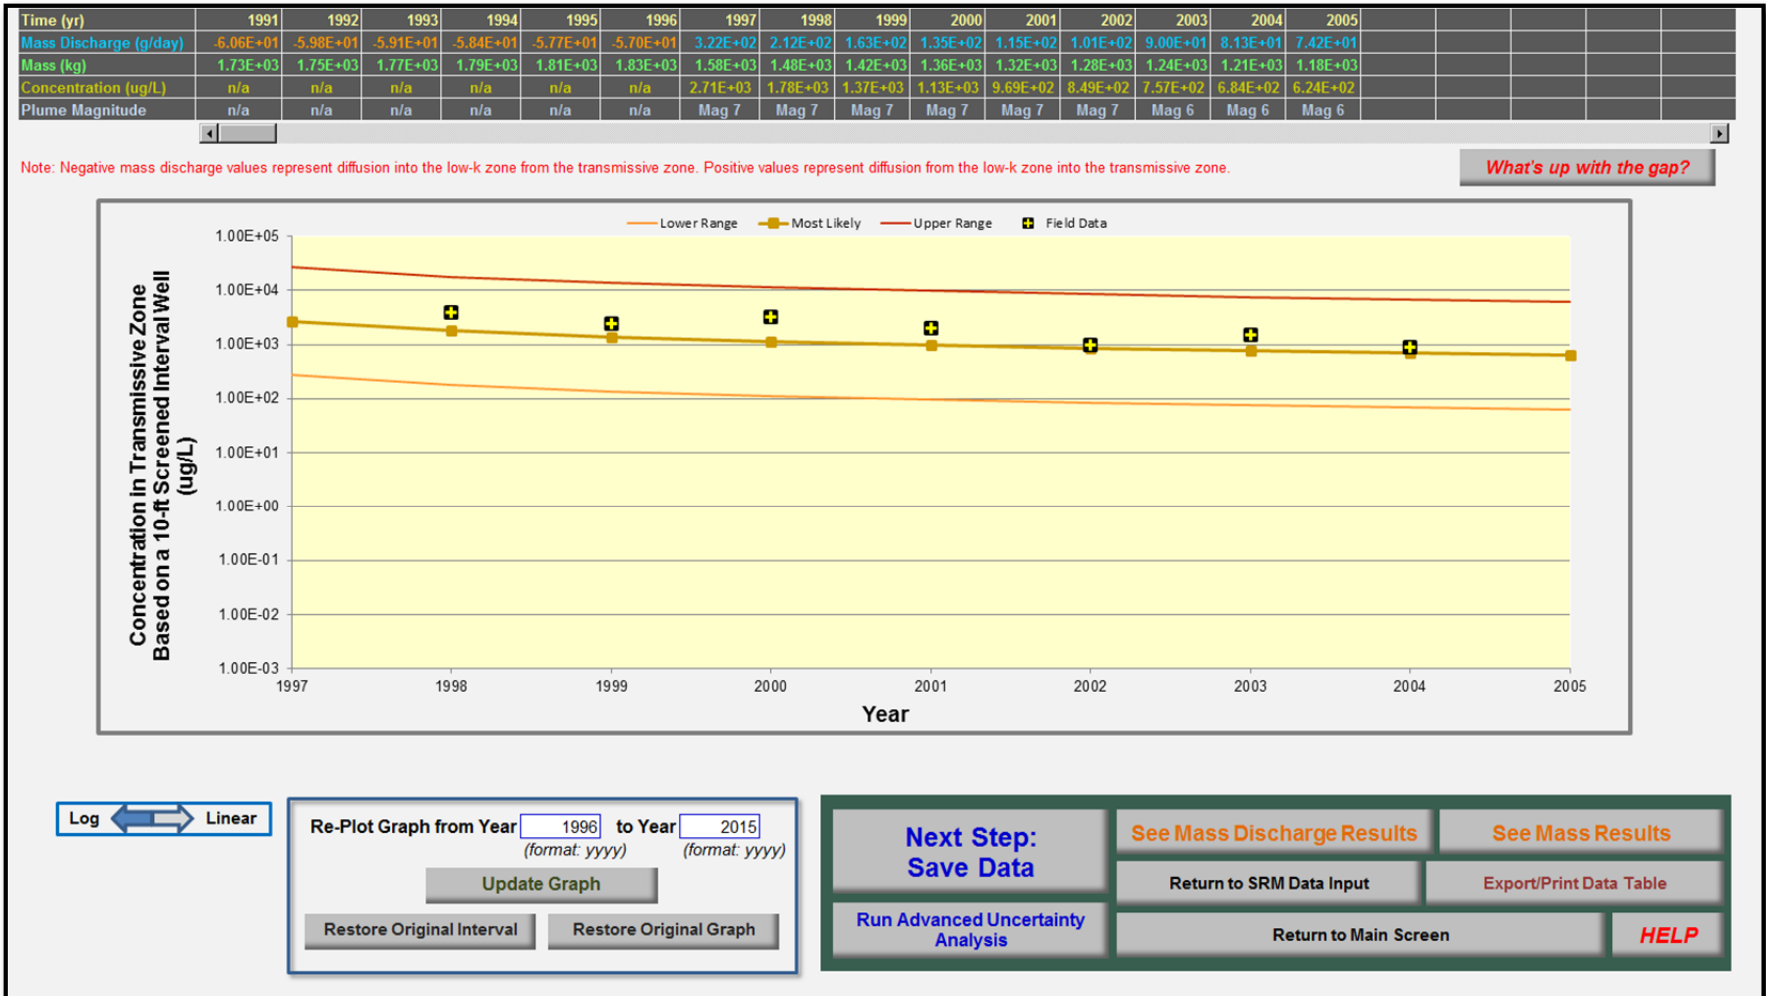 Time (yr) 1991 1992 1993 1994 1995 1996 1997 1998 1999 2000 2001 2002 2003 2004 2005
Mass Discharge (g/day) -6.06E+01 -5.98E+01 -5.91E+01 -5.84E+01 -5.77E+01 -5.70E+01 3.22E+02 2.12E+02 1.63E+02 1.35E+02 1.15E+02 1.01E+02 9.00E+01 8.13E+01 7.42E+01
Mass (kg) 1.73E+03 1.75E+03 1.77E+03 1.79E+03 1.81E+03 1.83E+03 1.58E+03 1.48E+03 1.42E+03 1.36E+03 1.32E+03 1.28E+03 1.24E+03 1.21E+03 1.18E+03
Concentration (ug/L) n/a n/a n/a n/a n/a n/a 2.71E+03 1.78E+03 1.37E+03 1.13E+03 9.69E+02 8.49E+02 7.57E+02 6.84E+02 6.24E+02
Plume Magnitude n/a n/a n/a n/a n/a n/a Mag 7 Mag 7 Mag 7 Mag 7 Mag 7 Mag 7 Mag 6 Mag 6 Mag 6
Note: Negative mass discharge values represent diffusion into the low-k zone from the transmissive zone. Positive values represent diffusion from the low-k zone into the transmissive zone.
What's up with the gap?
Lower Range Most Likely Upper Range Field Data
Concentration in Transmissive Zone
Based on a 10-ft Screened Interval Well
(ug/L)
1.00E+05
1.00E+04
1.00E+03
1.00E+02
1.00E+01
1.00E+00
1.00E-01
1.00E-02
1.00E-03
1997 1998 1999 2000 2001 2002 2003 2004 2005
Year
Log Linear
Re-Plot Graph from Year 1996 to Year 2015
(format: yyyy) (format: yyyy)
Update Graph
Restore Original Interval Restore Original Graph
Next Step:
Save Data
Run Advanced Uncertainty
Analysis
See Mass Discharge Results See Mass Results
Return to SRM Data Input Export/Print Data Table
Return to Main Screen HELP